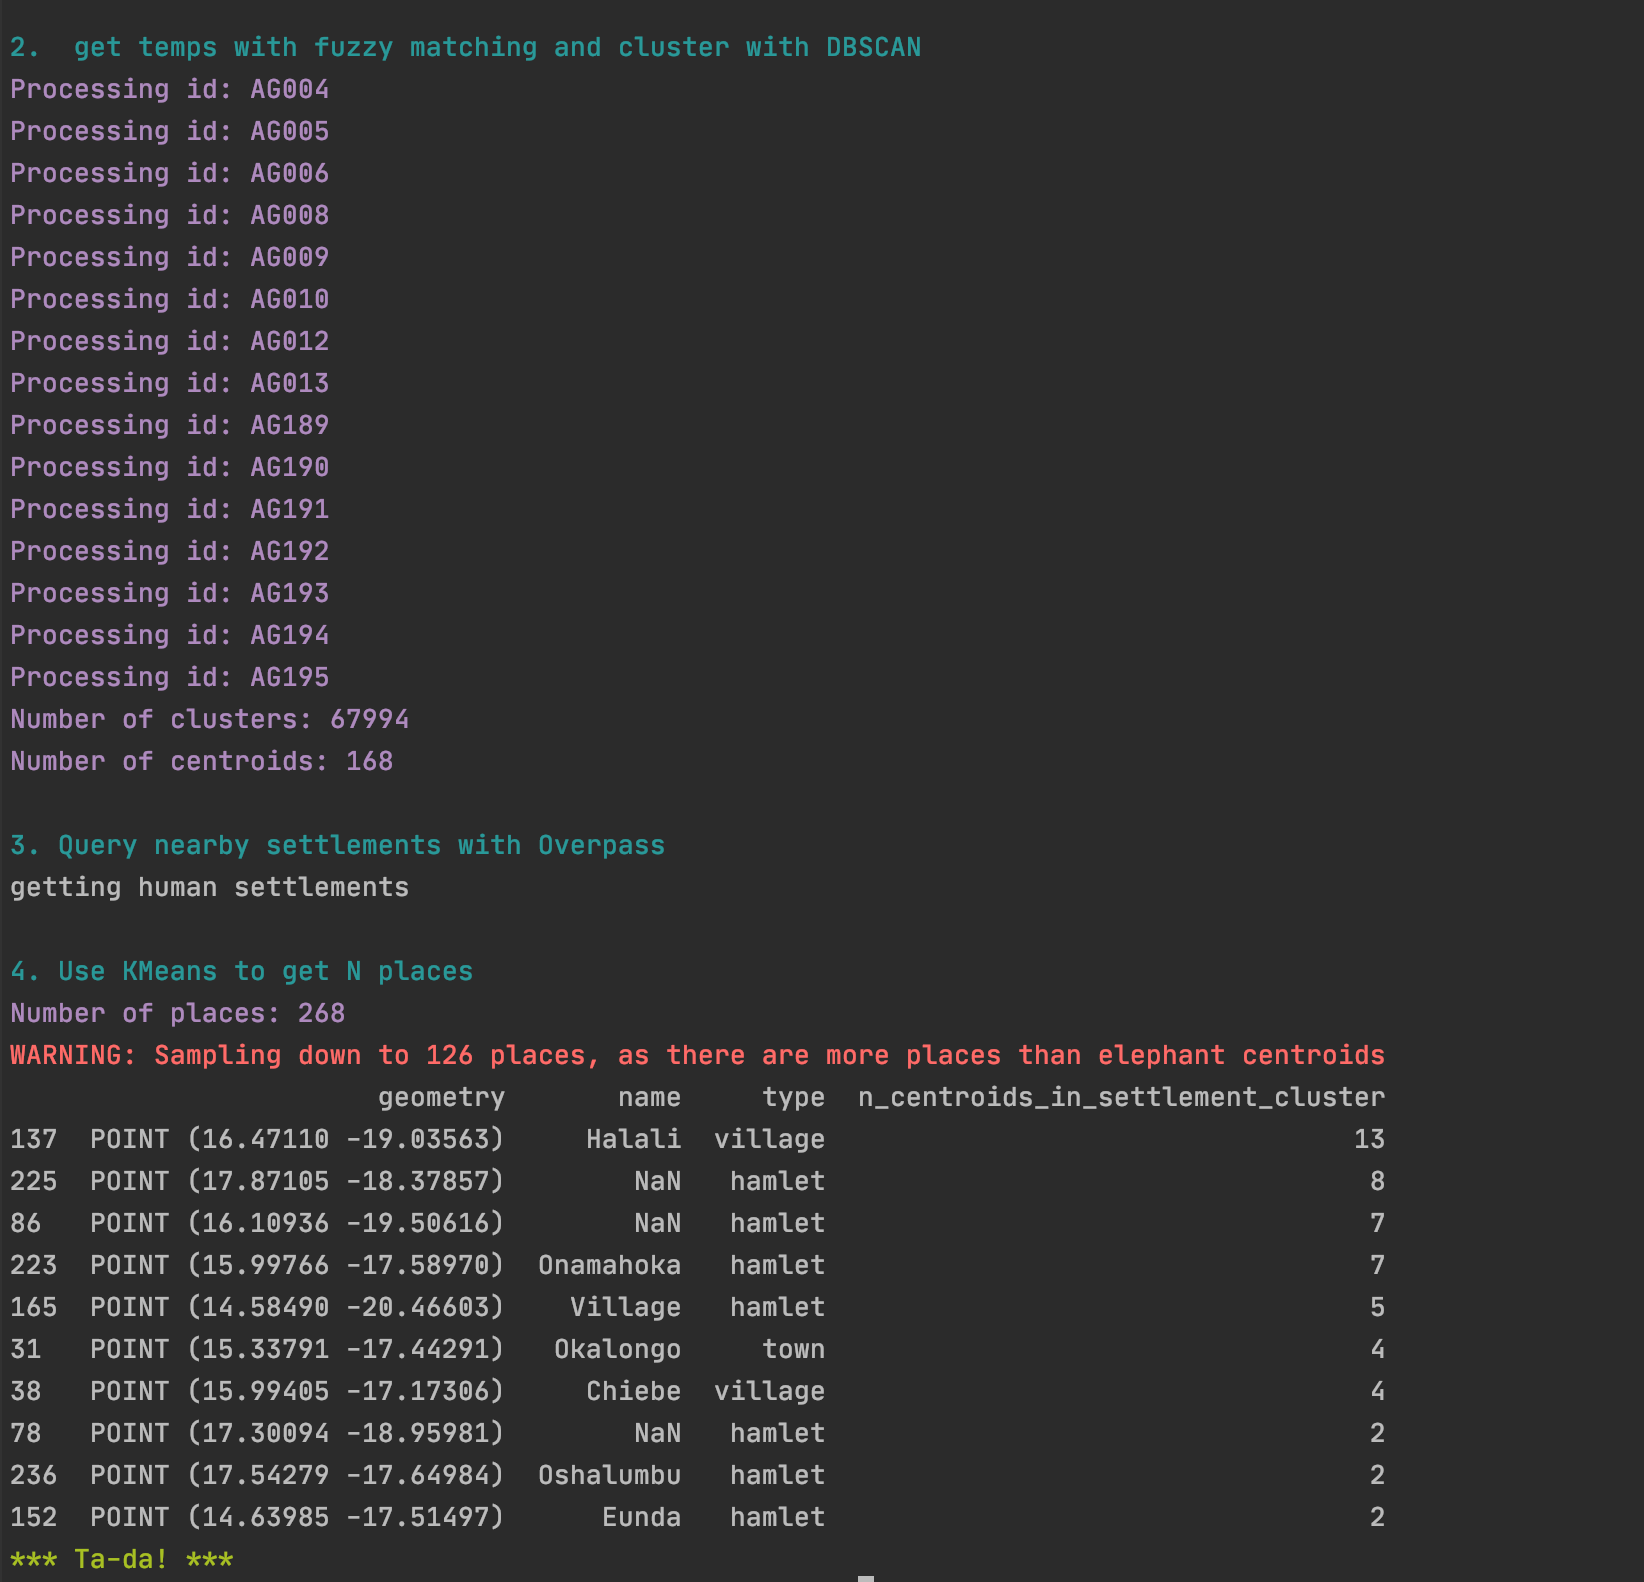 2.  get temps with fuzzy matching and cluster with DBSCAN
Processing id: AG004
Processing id: AG005
Processing id: AG006
Processing id: AG008
Processing id: AG009
Processing id: AG010
Processing id: AG012
Processing id: AG013
Processing id: AG189
Processing id: AG190
Processing id: AG191
Processing id: AG192
Processing id: AG193
Processing id: AG194
Processing id: AG195
Number of clusters: 67994
Number of centroids: 168
3. Query nearby settlements with Overpass
getting human settlements
4. Use KMeans to get N places
Number of places: 268
WARNING: Sampling down to 126 places, as there are more places than elephant centroids
geometry name type n_centroids_in_settlement_cluster
137 POINT (16.47110 -19.03563) Halali village 13
225 POINT (17.87105 -18.37857) NaN hamlet 8
86 POINT (16.10936 -19.50616) NaN hamlet 7
223 POINT (15.99766 -17.58970) Onamahoka hamlet 7
165 POINT (14.58490 -20.46603) Village hamlet 5
31 POINT (15.33791 -17.44291) Okalongo town 4
38 POINT (15.99405 -17.17306) Chiebe village 4
78 POINT (17.30094 -18.95981) NaN hamlet 2
236 POINT (17.54279 -17.64984) Oshalumbu hamlet 2
152 POINT (14.63985 -17.51497) Eunda hamlet 2
*** Ta-da! ***